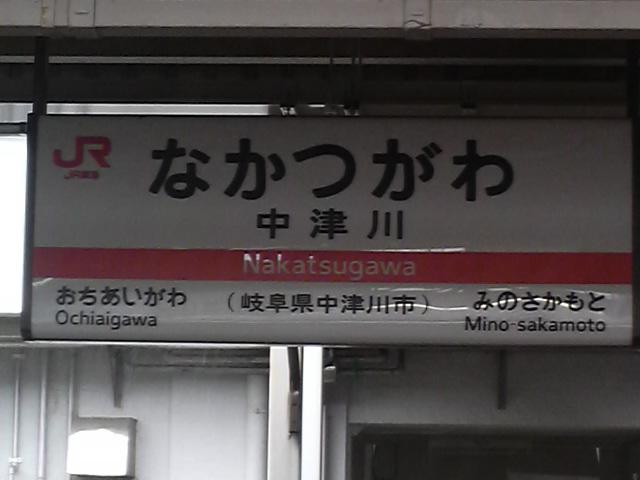 JR
JR東海
なかつがわ
中津川
Nakatsugawa
おちあいがわ
Ochiaigawa
（岐阜県中津川市）
みのさかもと
Mino-sakamoto